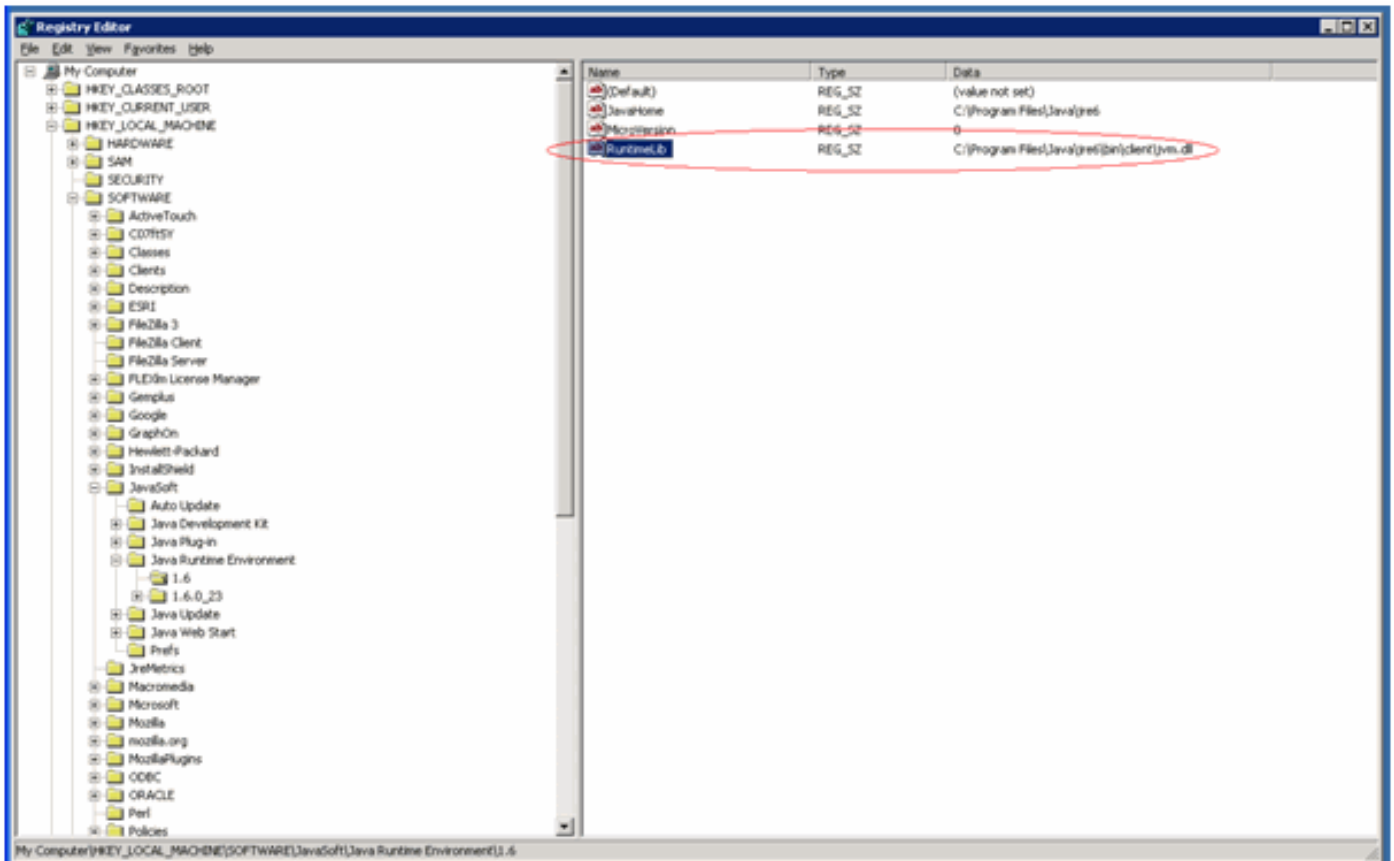 Registry Editor
File Edit View Favorites Help
My Computer
HKEY_CLASSES_ROOT
HKEY_CURRENT_USER
HKEY_LOCAL_MACHINE
HARDWARE
SAM
SECURITY
SOFTWARE
ActiveTouch
C07ftSY
Classes
Clients
Description
ESRI
FileZilla 3
FileZilla Client
FileZilla Server
FLEXlm License Manager
Gemplus
Google
GraphOn
Hewlett-Packard
InstallShield
JavaSoft
Auto Update
Java Development Kit
Java Plug-in
Java Runtime Environment
1.6
1.6.0_23
Java Update
Java Web Start
Prefs
JreMetrics
Macromedia
Microsoft
Mozilla
mozilla.org
MozillaPlugins
ODBC
ORACLE
Perl
Policies
Name Type Data
(Default) REG_SZ (value not set)
JavaHome REG_SZ C:\Program Files\Java\jre6
MicroVersion REG_SZ 0
RuntimeLib REG_SZ C:\Program Files\Java\jre6\bin\client\jvm.dll
My Computer\HKEY_LOCAL_MACHINE\SOFTWARE\JavaSoft\Java Runtime Environment\1.6